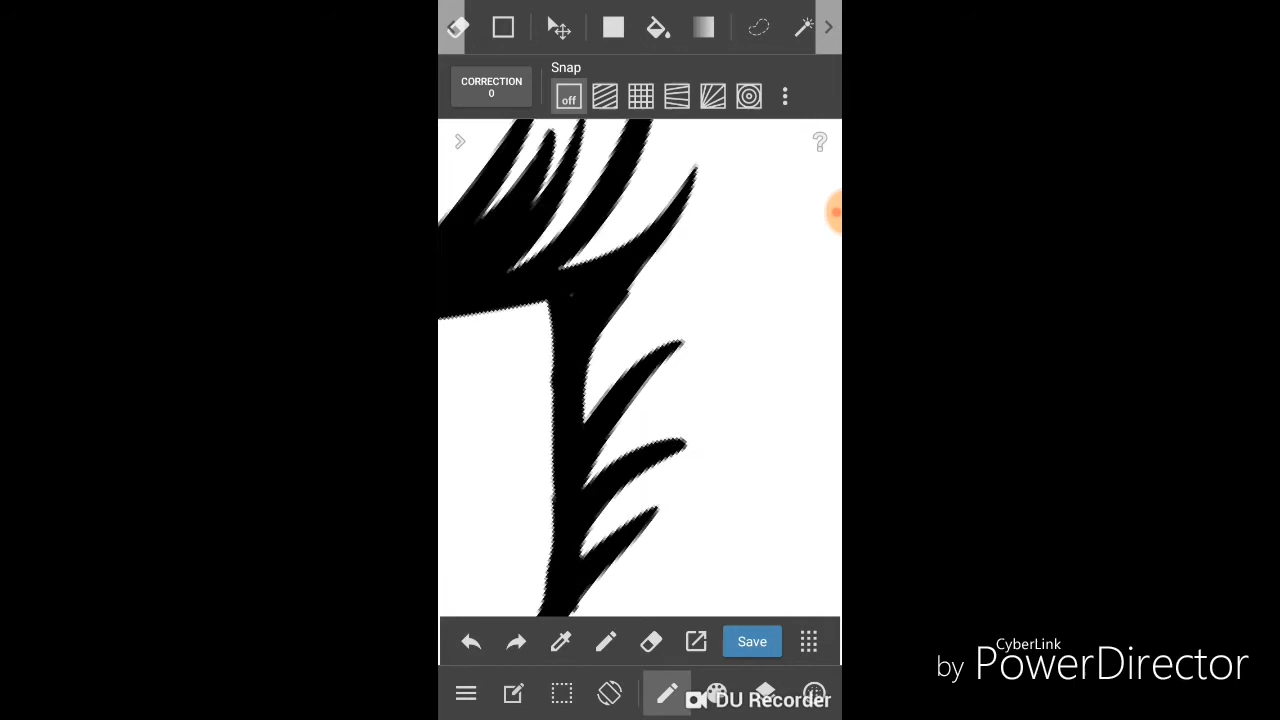 Snap
CORRECTION
0
off
?
Save
DU Recorder
CyberLink
by PowerDirector